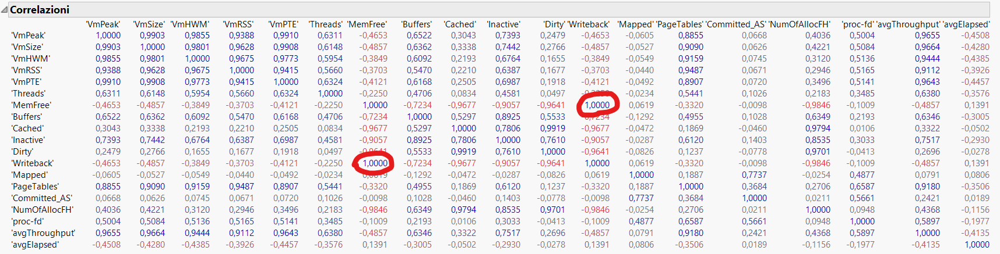 Correlazioni
'VmPeak' 'VmSize' 'VmHWM' 'VmRSS' 'VmPTE' 'Threads' 'MemFree' 'Buffers' 'Cached' 'Inactive' 'Dirty' 'Writeback' 'Mapped' 'PageTables' 'Committed_AS' 'NumOfAllocFH' 'proc-fd' 'avgThroughput' 'avgElapsed'
'VmPeak' 1,0000 0,9903 0,9855 0,9388 0,9910 0,6311 -0,4653 0,6522 0,3043 0,7393 0,2479 -0,4653 -0,0605 0,8855 0,0668 0,4036 0,5004 0,9655 -0,4508
'VmSize' 0,9903 1,0000 0,9801 0,9628 0,9908 0,6148 -0,4857 0,6362 0,3338 0,7442 0,2766 -0,4857 -0,0527 0,9090 0,0626 0,4221 0,5084 0,9664 -0,4280
'VmHWM' 0,9855 0,9801 1,0000 0,9675 0,9773 0,5954 -0,3849 0,6092 0,2193 0,6764 0,1655 -0,3849 -0,0549 0,9159 0,0745 0,3120 0,5136 0,9444 -0,4385
'VmRSS' 0,9388 0,9628 0,9675 1,0000 0,9415 0,5660 -0,3703 0,5470 0,2210 0,6387 0,1677 -0,3703 -0,0440 0,9487 0,0671 0,2946 0,5165 0,9112 -0,3926
'VmPTE' 0,9910 0,9908 0,9773 0,9415 1,0000 0,6324 -0,4121 0,6168 0,2505 0,6987 0,1918 -0,4121 -0,0492 0,8907 0,0720 0,3496 0,5141 0,9643 -0,4457
'Threads' 0,6311 0,6148 0,5954 0,5660 0,6324 1,0000 -0,2250 0,4706 0,0834 0,4581 0,0497 -0,0234 0,5441 0,1026 0,2183 0,3485 0,6380 -0,3576
'MemFree' -0,4653 -0,4857 -0,3849 -0,3703 -0,4121 -0,2250 1,0000 -0,7234 -0,9677 -0,9057 -0,9641 1,0000 0,0619 -0,3320 -0,0098 -0,9846 -0,1009 -0,4857 0,1391
'Buffers' 0,6522 0,6362 0,6092 0,5470 0,6168 0,4706 -0,7234 1,0000 0,5297 0,8925 0,5533 -0,7234 -0,1292 0,4955 0,1028 0,6349 0,2193 0,6346 -0,3005
'Cached' 0,3043 0,3338 0,2193 0,2210 0,2505 0,0834 -0,9677 0,5297 1,0000 0,7806 0,9919 -0,9677 -0,0472 0,1869 -0,0460 0,9794 0,0106 0,3322 -0,0502
'Inactive' 0,7393 0,7442 0,6764 0,6387 0,6987 0,4581 -0,9057 0,8925 0,7806 1,0000 0,7610 -0,9057 -0,0287 0,6120 0,1403 0,8535 0,3033 0,7517 -0,2930
'Dirty' 0,2479 0,2766 0,1655 0,1677 0,1918 0,0497 -0,9641 0,5533 0,9919 0,7610 1,0000 -0,9641 -0,0826 0,1237 -0,0778 0,9701 -0,0413 0,2696 -0,0278
'Writeback' -0,4653 -0,4857 -0,3849 -0,3703 -0,4121 -0,2250 1,0000 -0,7234 -0,9677 -0,9057 -0,9641 1,0000 0,0619 -0,3320 -0,0098 -0,9846 -0,1009 -0,4857 0,1391
'Mapped' -0,0605 -0,0527 -0,0549 -0,0440 -0,0492 -0,0234 0,0619 -0,1292 -0,0472 -0,0287 -0,0826 0,0619 1,0000 0,1887 0,7737 -0,0254 0,4877 0,0791 0,0806
'PageTables' 0,8855 0,9090 0,9159 0,9487 0,8907 0,5441 -0,3320 0,4955 0,1869 0,6120 0,1237 -0,3320 0,1887 1,0000 0,3684 0,2706 0,6587 0,9180 -0,3506
'Committed_AS' 0,0668 0,0626 0,0745 0,0671 0,0720 0,1026 -0,0098 0,1028 -0,0460 0,1403 -0,0778 -0,0098 0,7737 0,3684 1,0000 0,0211 0,5661 0,2421 0,0189
'NumOfAllocFH' 0,4036 0,4221 0,3120 0,2946 0,3496 0,2183 -0,9846 0,6349 0,9794 0,8535 0,9701 -0,9846 -0,0254 0,2706 0,0211 1,0000 0,0948 0,4368 -0,1156
'proc-fd' 0,5004 0,5084 0,5136 0,5165 0,5141 0,3485 -0,1009 0,2193 0,0106 0,3033 -0,0413 -0,1009 0,4877 0,6587 0,5661 0,0948 1,0000 0,5897 -0,1977
'avgThroughput' 0,9655 0,9664 0,9444 0,9112 0,9643 0,6380 -0,4857 0,6346 0,3322 0,7517 0,2696 -0,4857 0,0791 0,9180 0,2421 0,4368 0,5897 1,0000 -0,4135
'avgElapsed' -0,4508 -0,4280 -0,4385 -0,3926 -0,4457 -0,3576 0,1391 -0,3005 -0,0502 -0,2930 -0,0278 0,1391 0,0806 -0,3506 0,0189 -0,1156 -0,1977 -0,4135 1,0000